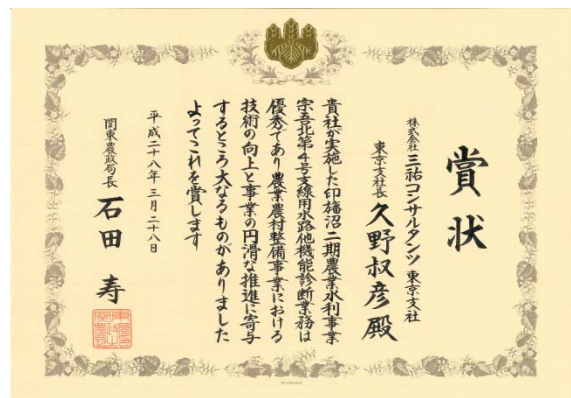 賞状
株式会社 三祐コンサルタンツ 東京支社
東京支社長 久野叔彦殿
貴社が実施した印旛沼二期農業水利事業
宗吾北第4号支線用水路他機能診断業務は
優秀であり農業農村整備事業における
技術の向上と事業の円滑な推進に寄与
するところ大なるものがありました
よってこれを賞します
平成二十八年三月二十八日
関東農政局長 石田寿